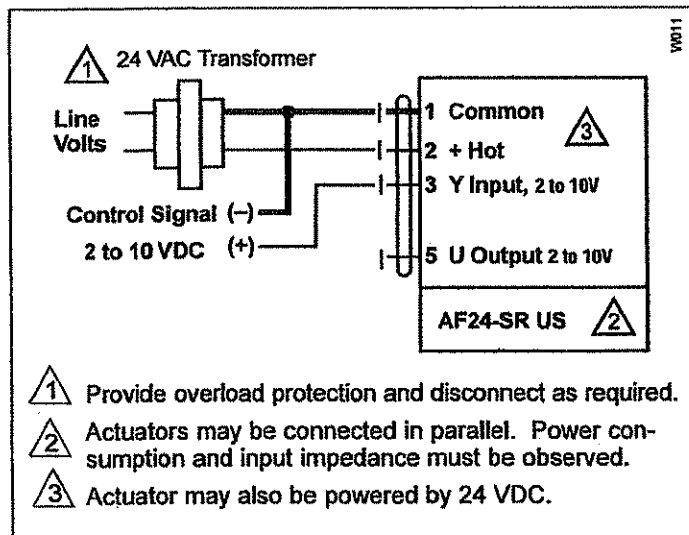 W011
1 24 VAC Transformer
Line
Volts
1 Common
3
2 + Hot
3 Y Input, 2 to 10V
Control Signal (–)
2 to 10 VDC (+)
5 U Output 2 to 10V
AF24-SR US 2
1 Provide overload protection and disconnect as required.
2 Actuators may be connected in parallel. Power con-
sumption and input impedance must be observed.
3 Actuator may also be powered by 24 VDC.